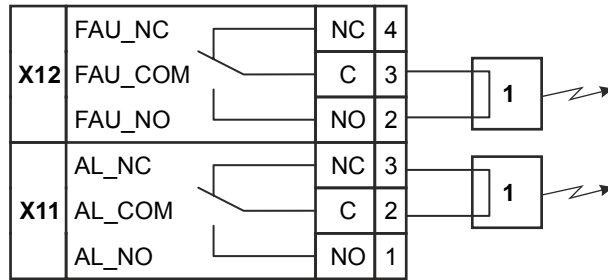 FAU_NC NC 4
X12 FAU_COM C 3 1
FAU_NO NO 2
AL_NC NC 3
X11 AL_COM C 2 1
AL_NO NO 1